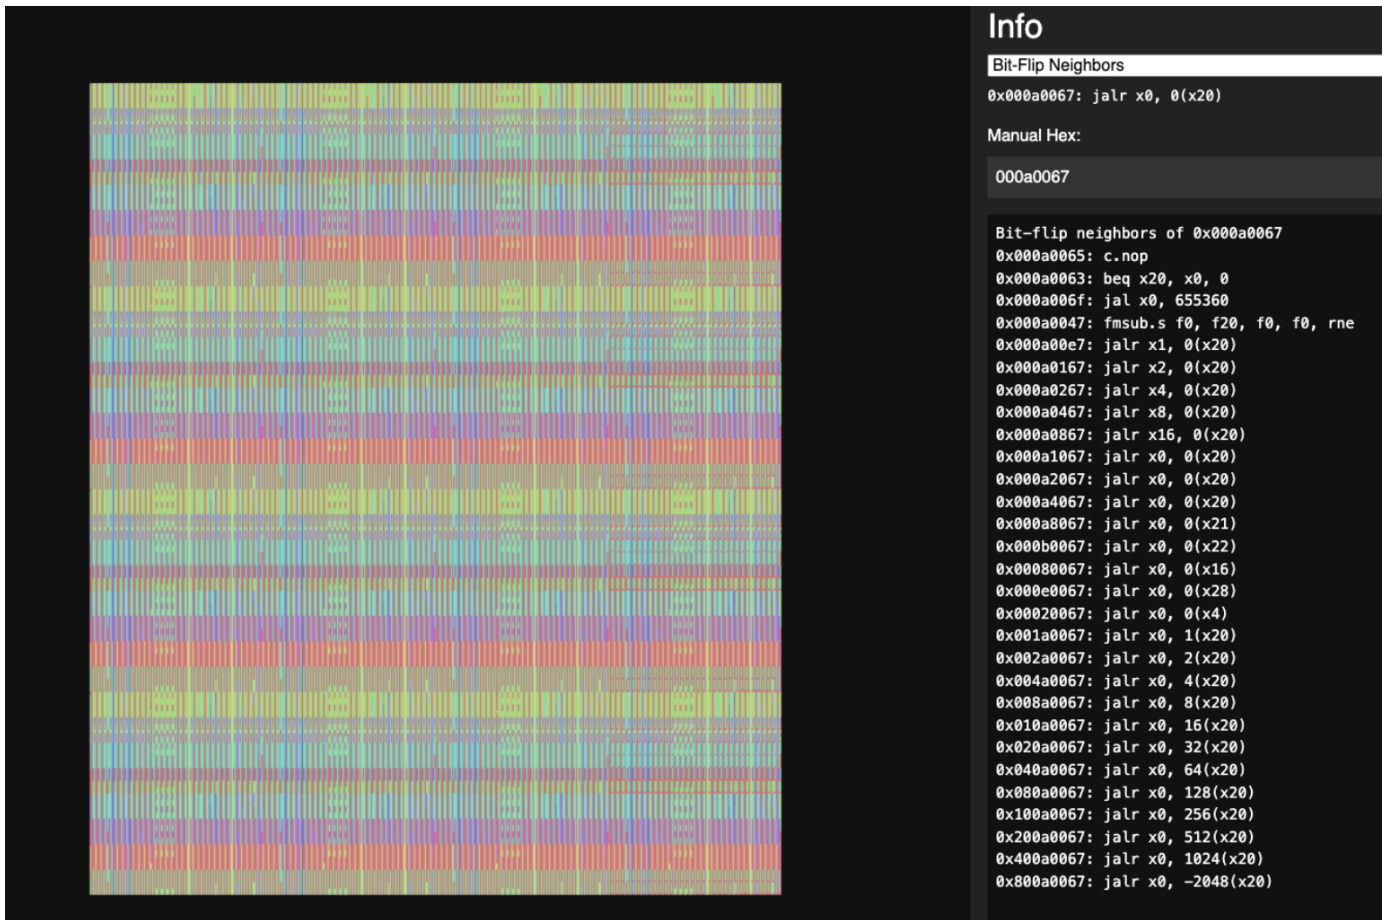 Info
Bit-Flip Neighbors
0x000a0067: jalr x0, 0(x20)
Manual Hex:
000a0067
Bit-flip neighbors of 0x000a0067
0x000a0065: c.nop
0x000a0063: beq x20, x0, 0
0x000a006f: jal x0, 655360
0x000a0047: fmsub.s f0, f20, f0, f0, rne
0x000a00e7: jalr x1, 0(x20)
0x000a0167: jalr x2, 0(x20)
0x000a0267: jalr x4, 0(x20)
0x000a0467: jalr x8, 0(x20)
0x000a0867: jalr x16, 0(x20)
0x000a1067: jalr x0, 0(x20)
0x000a2067: jalr x0, 0(x20)
0x000a4067: jalr x0, 0(x20)
0x000a8067: jalr x0, 0(x21)
0x000b0067: jalr x0, 0(x22)
0x00080067: jalr x0, 0(x16)
0x000e0067: jalr x0, 0(x28)
0x00020067: jalr x0, 0(x4)
0x001a0067: jalr x0, 1(x20)
0x002a0067: jalr x0, 2(x20)
0x004a0067: jalr x0, 4(x20)
0x008a0067: jalr x0, 8(x20)
0x010a0067: jalr x0, 16(x20)
0x020a0067: jalr x0, 32(x20)
0x040a0067: jalr x0, 64(x20)
0x080a0067: jalr x0, 128(x20)
0x100a0067: jalr x0, 256(x20)
0x200a0067: jalr x0, 512(x20)
0x400a0067: jalr x0, 1024(x20)
0x800a0067: jalr x0, -2048(x20)